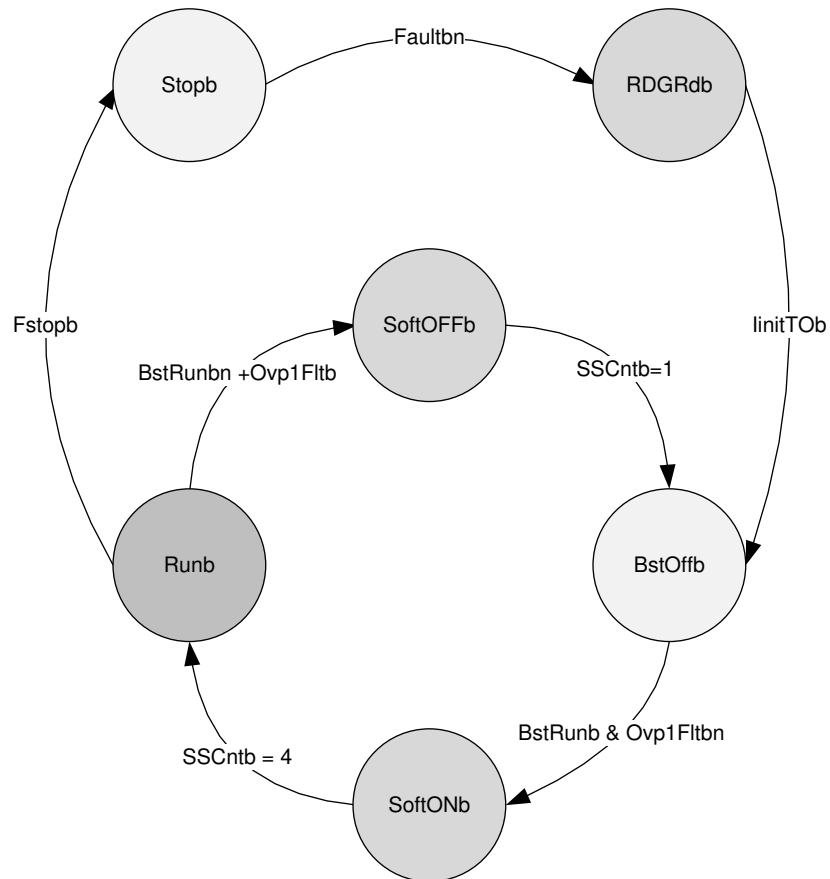 Faultbn
Stopb
RDGRdb
SoftOFFb
Fstopb
IinitTOb
BstRunbn +Ovp1Fltb
SSCntb=1
Runb
BstOffb
BstRunb & Ovp1Fltbn
SSCntb = 4
SoftONb